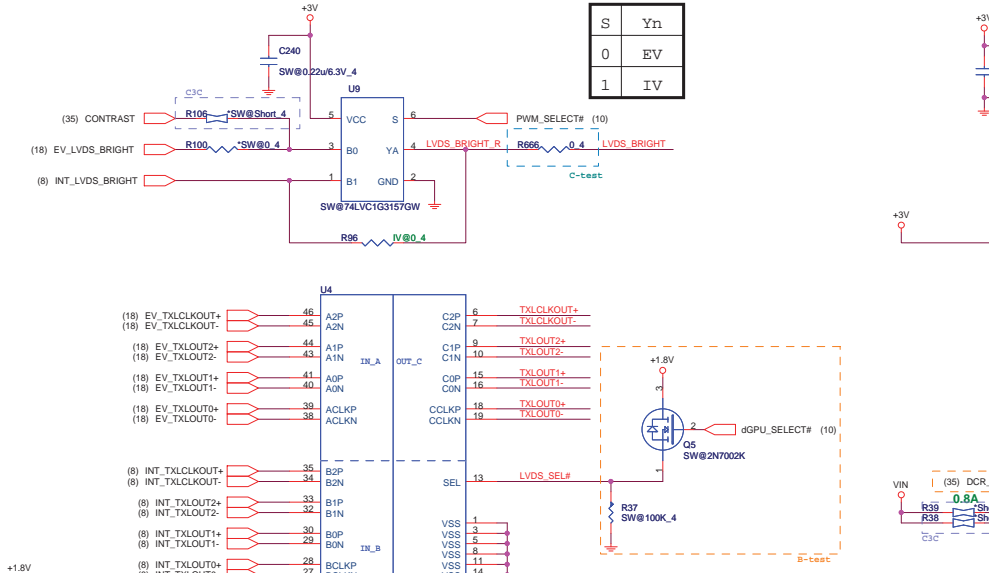 +3V
S Yn
0 EV
1 IV
+3V
C240
SW@0.22u/6.3V_4
C3C
U9
(35) CONTRAST
R106
*SW@Short_4
5 VCC
S 6
PWM_SELECT# (10)
(18) EV_LVDS_BRIGHT
R100
*SW@0_4
3 B0
YA 4
LVDS_BRIGHT_R
R666
0_4
LVDS_BRIGHT
C-test
(8) INT_LVDS_BRIGHT
1 B1
GND 2
SW@74LVC1G3157GW
R96
IV@0_4
+3V
U4
(18) EV_TXLCLKOUT+ 46 A2P C2P 6 TXLCLKOUT+
(18) EV_TXLCLKOUT- 45 A2N C2N 7 TXLCLKOUT-
(18) EV_TXLOUT2+ 44 A1P C1P 9 TXLOUT2+
(18) EV_TXLOUT2- 43 A1N C1N 10 TXLOUT2-
IN_A OUT_C
(18) EV_TXLOUT1+ 41 A0P C0P 15 TXLOUT1+
(18) EV_TXLOUT1- 40 A0N C0N 16 TXLOUT1-
(18) EV_TXLOUT0+ 39 ACLKP CCLKP 18 TXLOUT0+
(18) EV_TXLOUT0- 38 ACLKN CCLKN 19 TXLOUT0-
+1.8V
3
2
dGPU_SELECT# (10)
Q5
SW@2N7002K
1
(8) INT_TXLCLKOUT+ 35 B2P
(8) INT_TXLCLKOUT- 34 B2N
SEL 13 LVDS_SEL#
(8) INT_TXLOUT2+ 33 B1P
(8) INT_TXLOUT2- 32 B1N
R37
SW@100K_4
B-test
VSS 1
VSS 3
VSS 5
VSS 8
VSS 11
14
(8) INT_TXLOUT1+ 30 B0P
(8) INT_TXLOUT1- 29 B0N
IN_B
(8) INT_TXLOUT0+ 28 BCLKP
27
+1.8V
VIN
(35) DCR_
0.8A
R39
R38
C3C